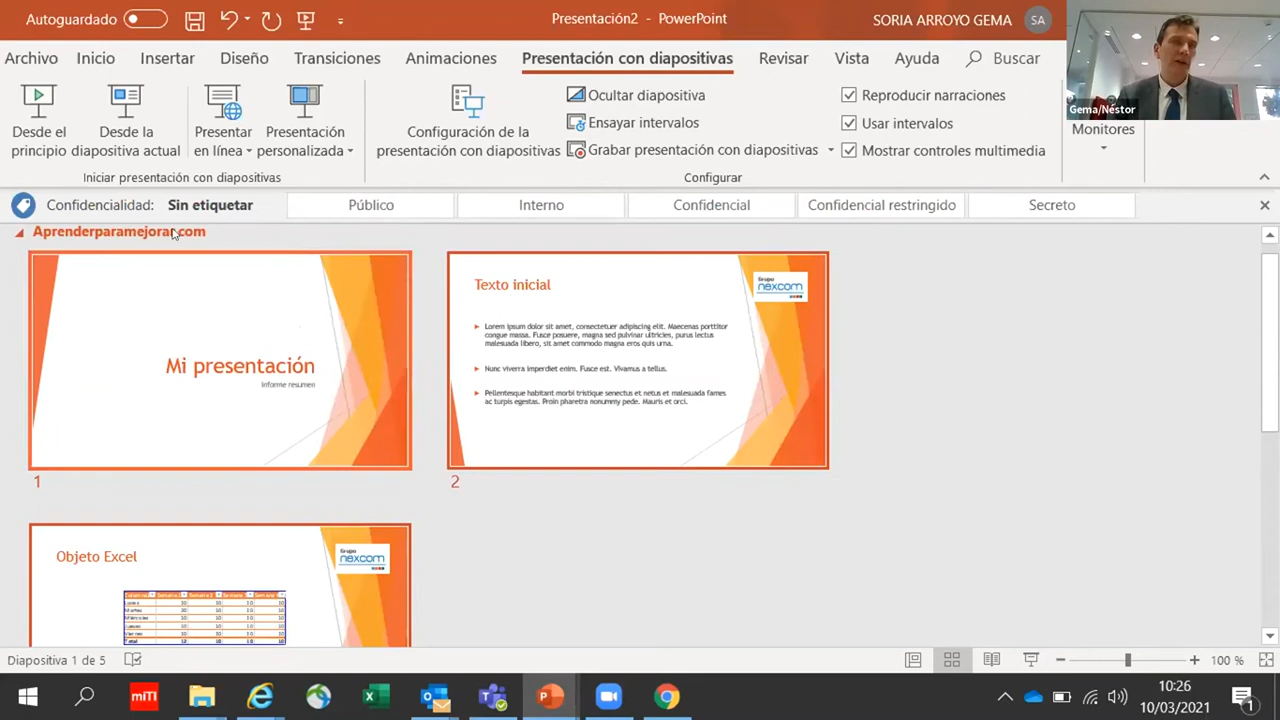 Autoguardado
Presentación2 - PowerPoint
SORIA ARROYO GEMA
SA
Archivo
Inicio
Insertar
Diseño
Transiciones
Animaciones
Presentación con diapositivas
Revisar
Vista
Ayuda
Buscar
Gema/Néstor
Desde el
principio
Desde la
diapositiva actual
Presentar
en línea
Presentación
personalizada
Configuración de la
presentación con diapositivas
Ocultar diapositiva
Ensayar intervalos
Grabar presentación con diapositivas
Reproducir narraciones
Usar intervalos
Mostrar controles multimedia
Monitores
Iniciar presentación con diapositivas
Configurar
Confidencialidad:
Sin etiquetar
Público
Interno
Confidencial
Confidencial restringido
Secreto
Aprenderparamejorar.com
Mi presentación
Informe resumen
1
Texto inicial
Grupo
nexcom
Lorem ipsum dolor sit amet, consectetuer adipiscing elit. Maecenas porttitor
congue massa. Fusce posuere, magna sed pulvinar ultricies, purus lectus
malesuada libero, sit amet commodo magna eros quis urna.
Nunc viverra imperdiet enim. Fusce est. Vivamus a tellus.
Pellentesque habitant morbi tristique senectus et netus et malesuada fames
ac turpis egestas. Proin pharetra nonummy pede. Mauris et orci.
2
Objeto Excel
Grupo
nexcom
Diapositiva 1 de 5
100 %
miTI
10:26
10/03/2021
1